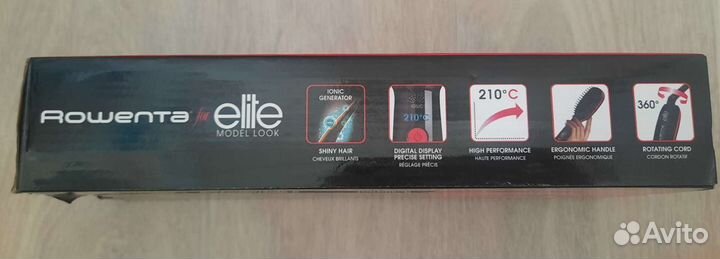 Rowenta for elite
MODEL LOOK
IONIC
GENERATOR
SHINY HAIR
CHEVEUX BRILLANTS
IONIC
210°C
DIGITAL DISPLAY
PRECISE SETTING
RÉGLAGE PRÉCIS
210°C
HIGH PERFORMANCE
HAUTE PERFORMANCE
ERGONOMIC HANDLE
POIGNÉE ERGONOMIQUE
360°
ROTATING CORD
CORDON ROTATIF
Avito